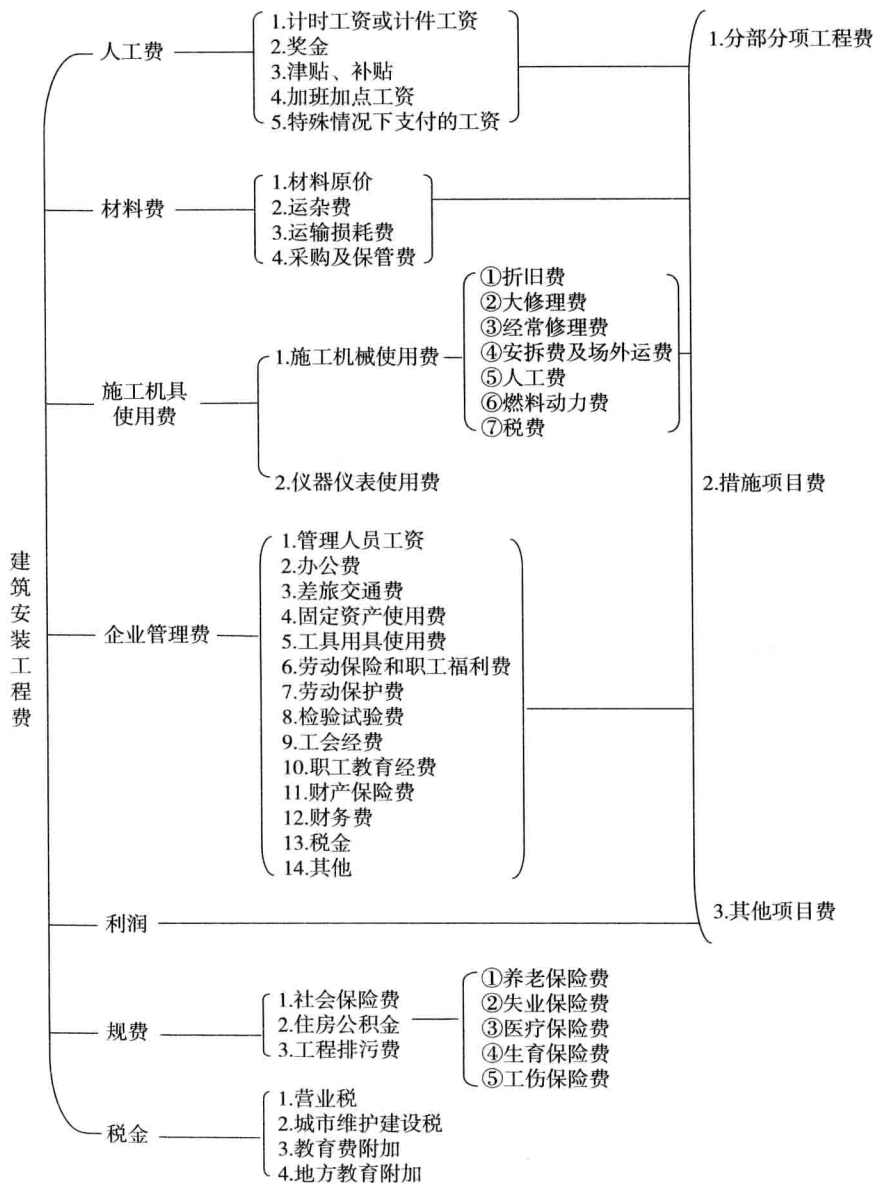 建筑安装工程费
人工费
1.计时工资或计件工资
2.奖金
3.津贴、补贴
4.加班加点工资
5.特殊情况下支付的工资
材料费
1.材料原价
2.运杂费
3.运输损耗费
4.采购及保管费
施工机具
使用费
1.施工机械使用费
①折旧费
②大修理费
③经常修理费
④安拆费及场外运费
⑤人工费
⑥燃料动力费
⑦税费
2.仪器仪表使用费
企业管理费
1.管理人员工资
2.办公费
3.差旅交通费
4.固定资产使用费
5.工具用具使用费
6.劳动保险和职工福利费
7.劳动保护费
8.检验试验费
9.工会经费
10.职工教育经费
11.财产保险费
12.财务费
13.税金
14.其他
利润
规费
1.社会保险费
2.住房公积金
3.工程排污费
①养老保险费
②失业保险费
③医疗保险费
④生育保险费
⑤工伤保险费
税金
1.营业税
2.城市维护建设税
3.教育费附加
4.地方教育附加
1.分部分项工程费
2.措施项目费
3.其他项目费